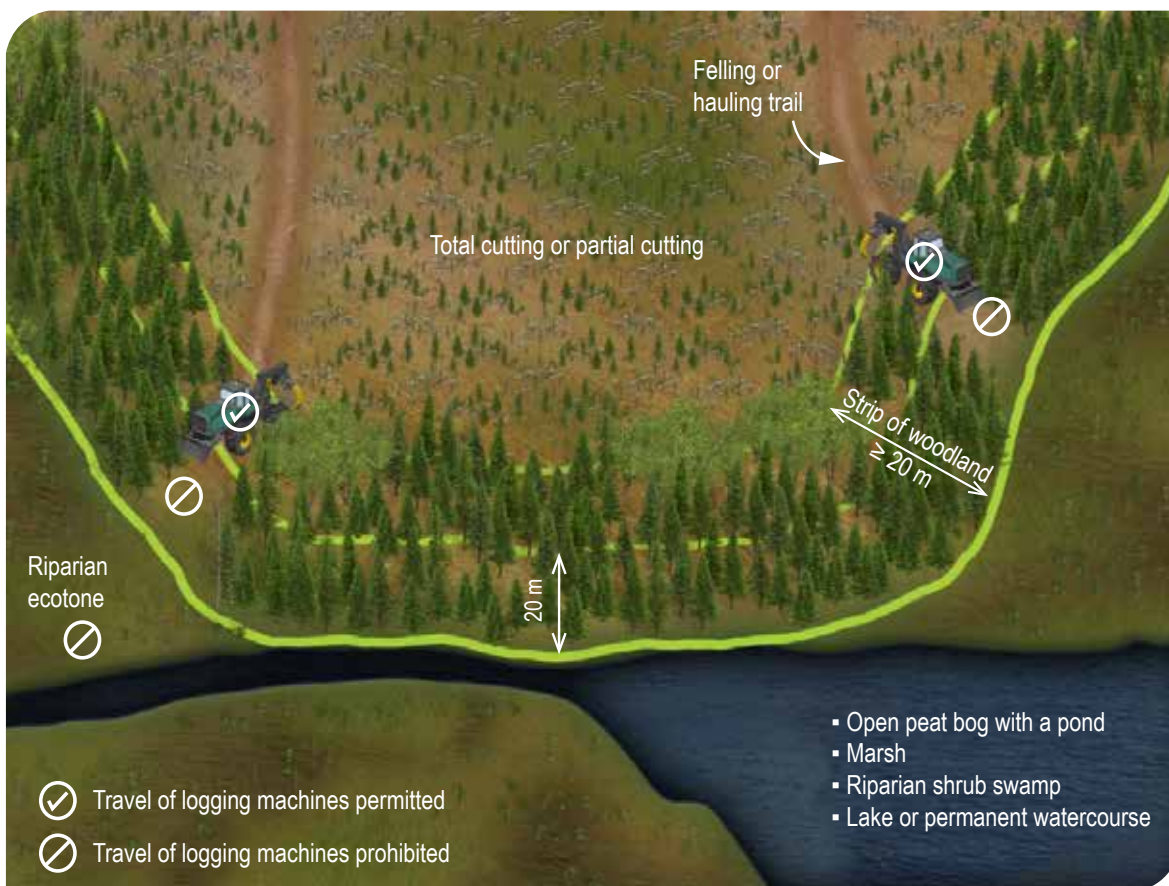 Felling or
hauling trail
Total cutting or partial cutting
Strip of woodland
≥ 20 m
20 m
Riparian
ecotone
▪ Open peat bog with a pond
▪ Marsh
▪ Riparian shrub swamp
▪ Lake or permanent watercourse
Travel of logging machines permitted
Travel of logging machines prohibited